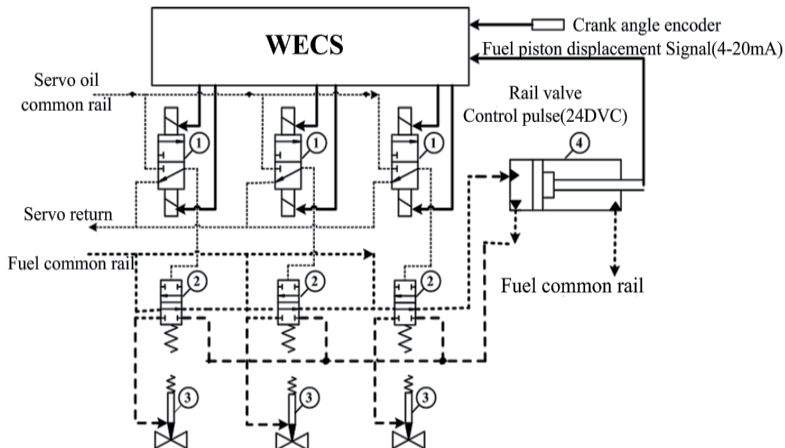 WECS
Crank angle encoder
Fuel piston displacement Signal(4-20mA)
Servo oil
common rail
Rail valve
Control pulse(24DVC)
1
1
1
4
Servo return
Fuel common rail
2
2
2
Fuel common rail
3
3
3